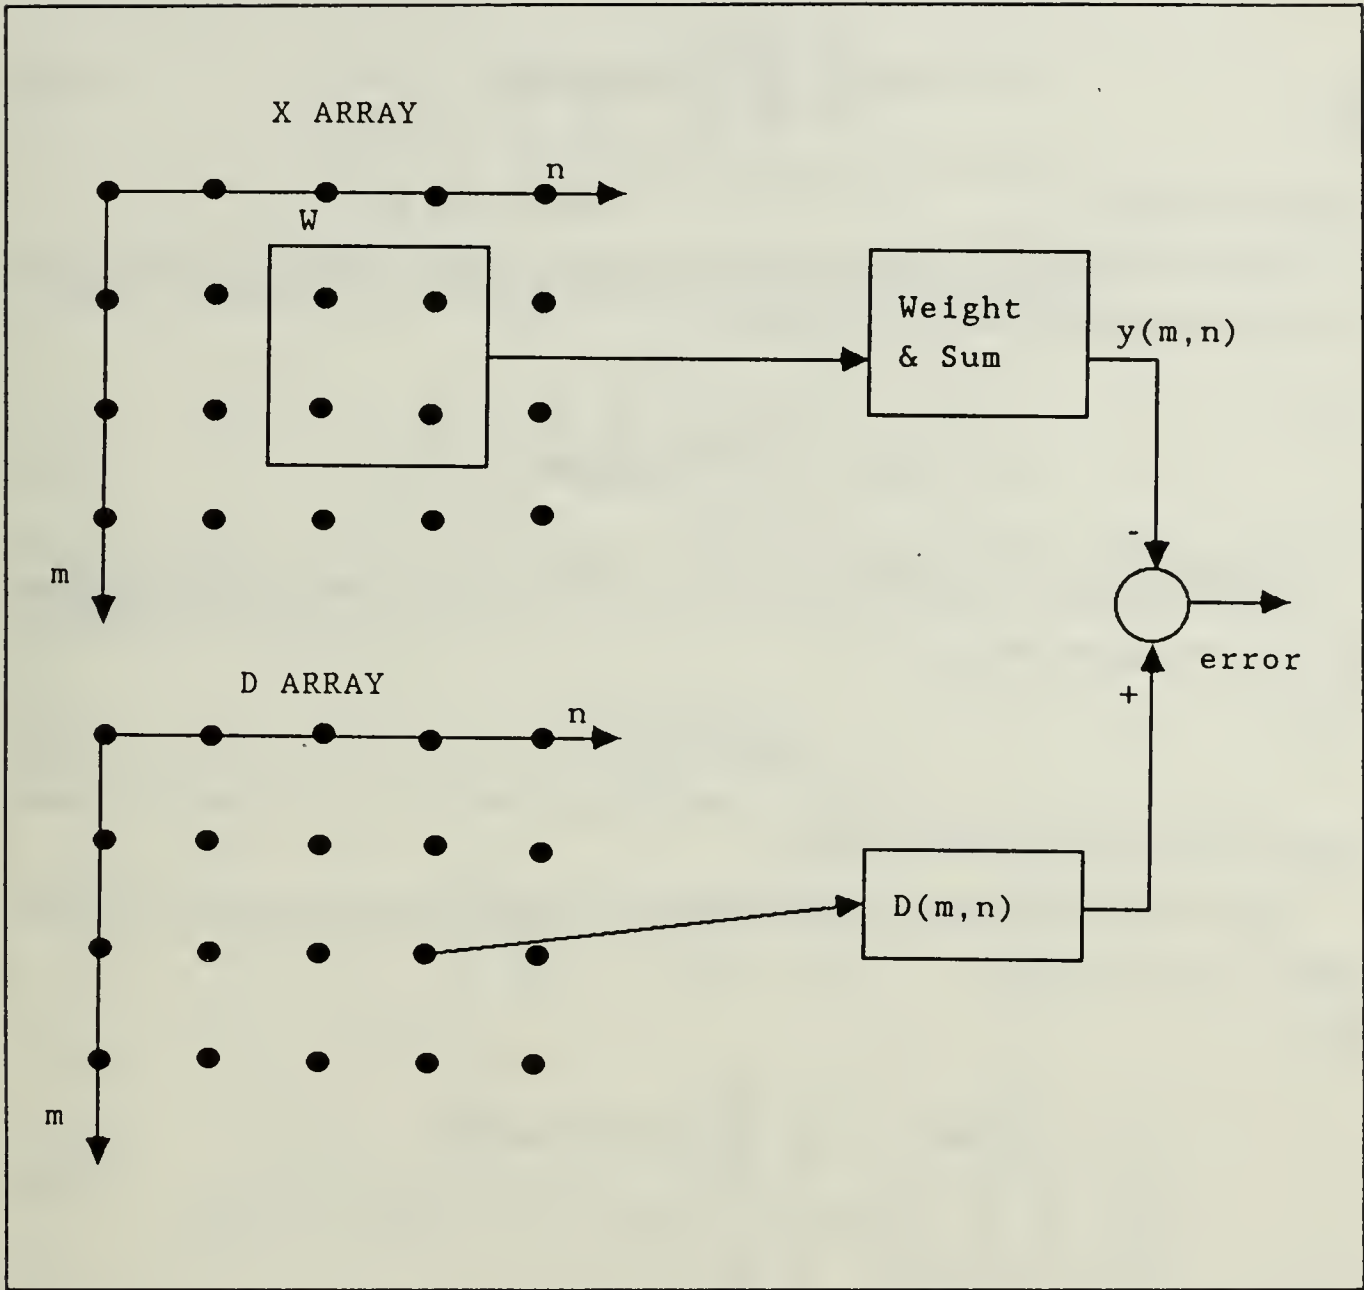 X ARRAY
n
W
Weight
& Sum
y(m,n)
-
m
error
D ARRAY
+
n
D(m,n)
m